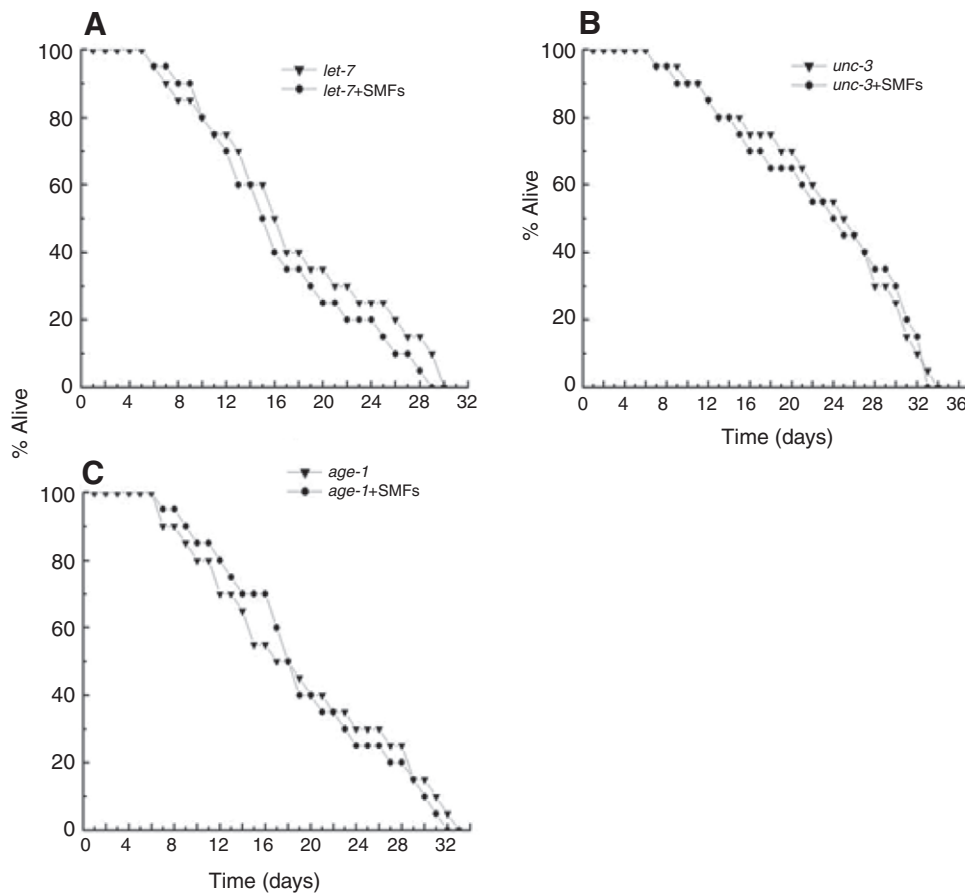 A
let-7
let-7+SMFs
100
80
60
40
20
0
0 4 8 12 16 20 24 28 32
B
unc-3
unc-3+SMFs
% Alive
100
80
60
40
20
0
0 4 8 12 16 20 24 28 32 36
Time (days)
% Alive
C
age-1
age-1+SMFs
100
80
60
40
20
0
0 4 8 12 16 20 24 28 32
Time (days)